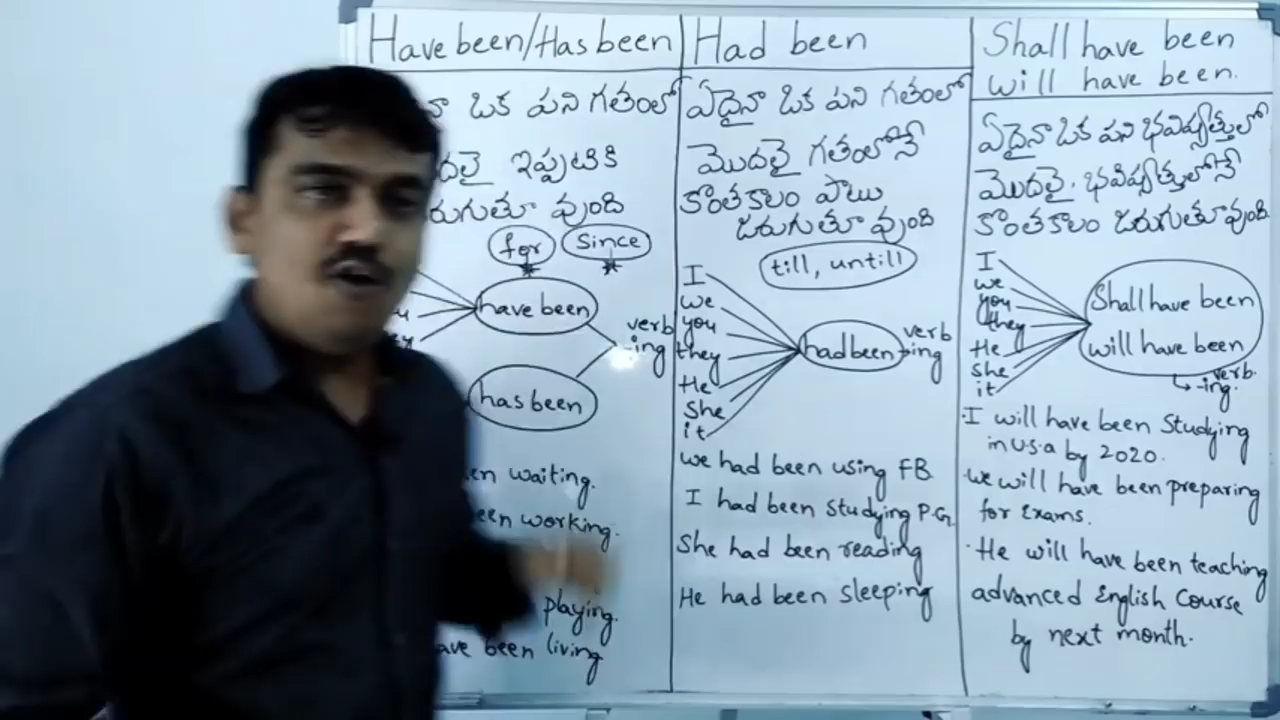 Have been/Has been
ఒక పని గతంలో
ఇప్పటికి
వుంది
for
Since
have been
has been
verb
ing
waiting.
working.
playing.
been living
Had been
ఏదైనా ఒక పని గతంలో
మొదలై గతంలోనే
కొంతకాలం పాటు
జరుగుతూ వుంది
till, untill
I
we
you
they
He
She
it
had been
verb
ing
we had been using FB
I had been studying P.G.
She had been reading
He had been sleeping
Shall have been
will have been.
ఏదైనా ఒక పని భవిష్యత్తులో
మొదలై. భవిష్యత్తులోనే
కొంతకాలం జరుగుతూవుంది.
I
we
you
they
He
she
it
Shall have been
will have been
verb.
ing.
I will have been Studying
in U.S.a by 2020.
we will have been preparing
for Exams.
He will have been teaching
advanced English Course
by next month.